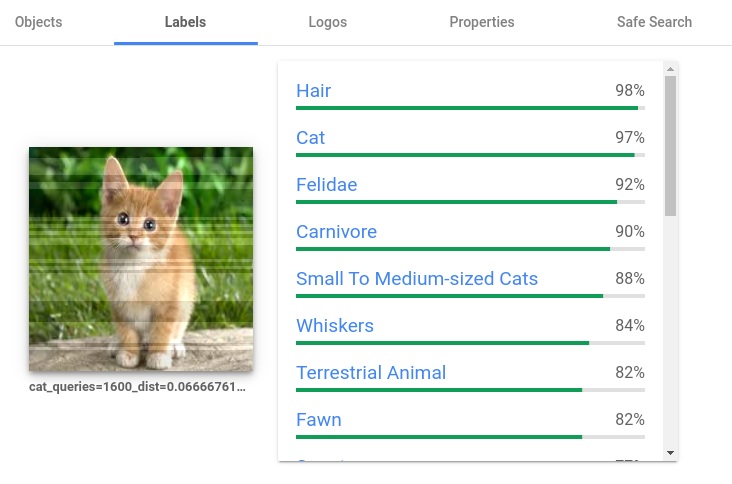 Objects Labels Logos Properties Safe Search
Hair 98%
Cat 97%
Felidae 92%
Carnivore 90%
Small To Medium-sized Cats 88%
Whiskers 84%
Terrestrial Animal 82%
Fawn 82%
cat_queries=1600_dist=0.06666761...